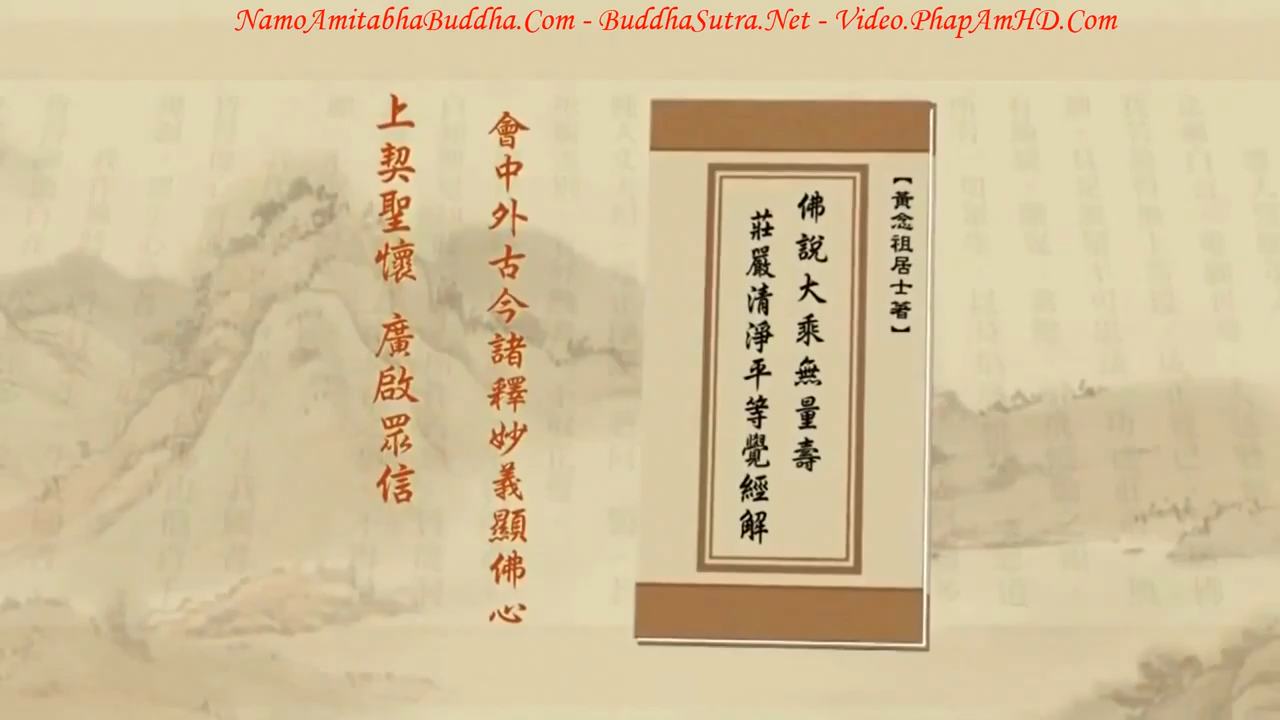 NamoAmitabhaBuddha.Com - BuddhaSutra.Net - Video.PhapAmHD.Com
【黃念祖居士著】
佛說大乘無量壽
莊嚴清淨平等覺經解
會中外古今諸釋妙義顯佛心
上契聖懷 廣啟眾信